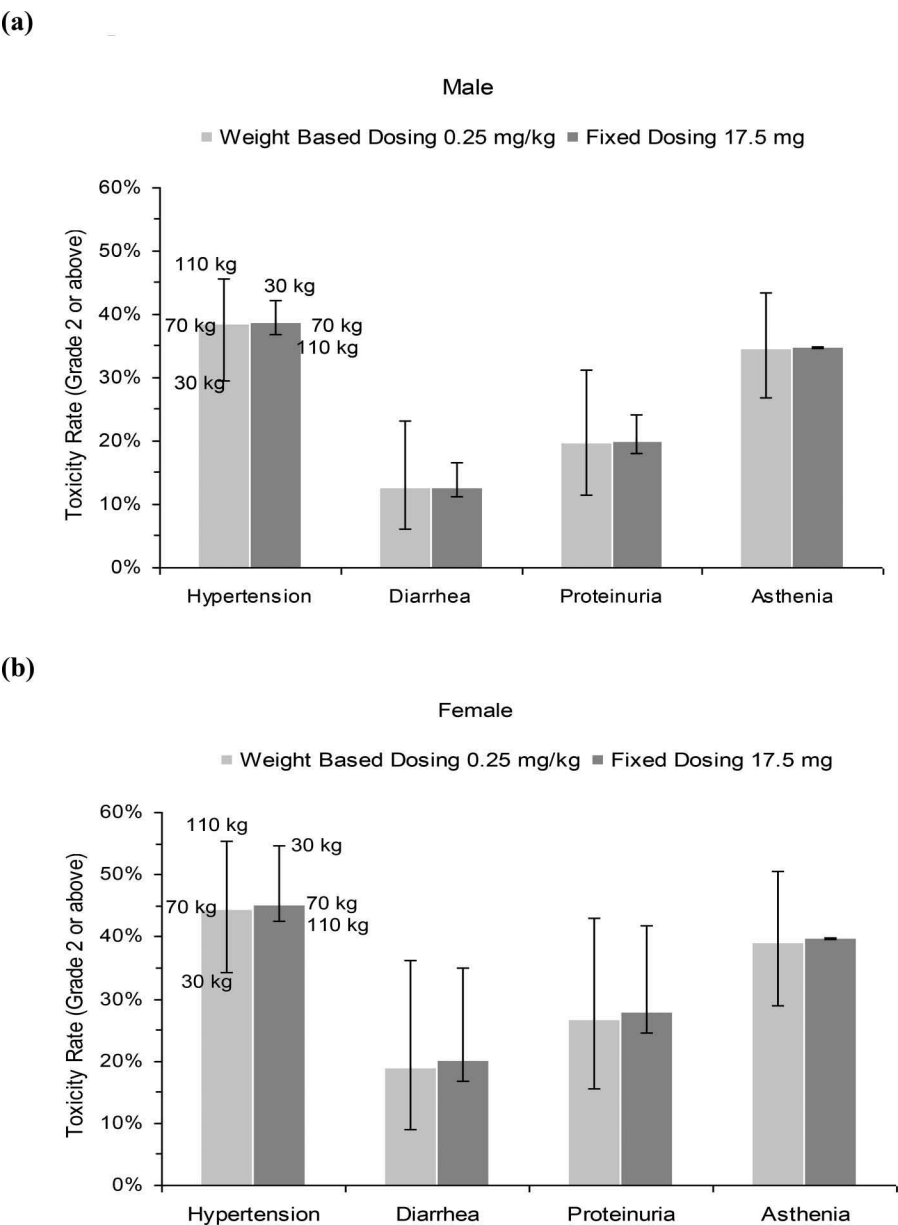 (a)
Male
Weight Based Dosing 0.25 mg/kg Fixed Dosing 17.5 mg
Toxicity Rate (Grade 2 or above)
60%
50%
40%
30%
20%
10%
0%
110 kg
30 kg
70 kg
70 kg
110 kg
30 kg
Hypertension Diarrhea Proteinuria Asthenia
(b)
Female
Weight Based Dosing 0.25 mg/kg Fixed Dosing 17.5 mg
Toxicity Rate (Grade 2 or above)
60%
50%
40%
30%
20%
10%
0%
110 kg
30 kg
70 kg
70 kg
110 kg
30 kg
Hypertension Diarrhea Proteinuria Asthenia